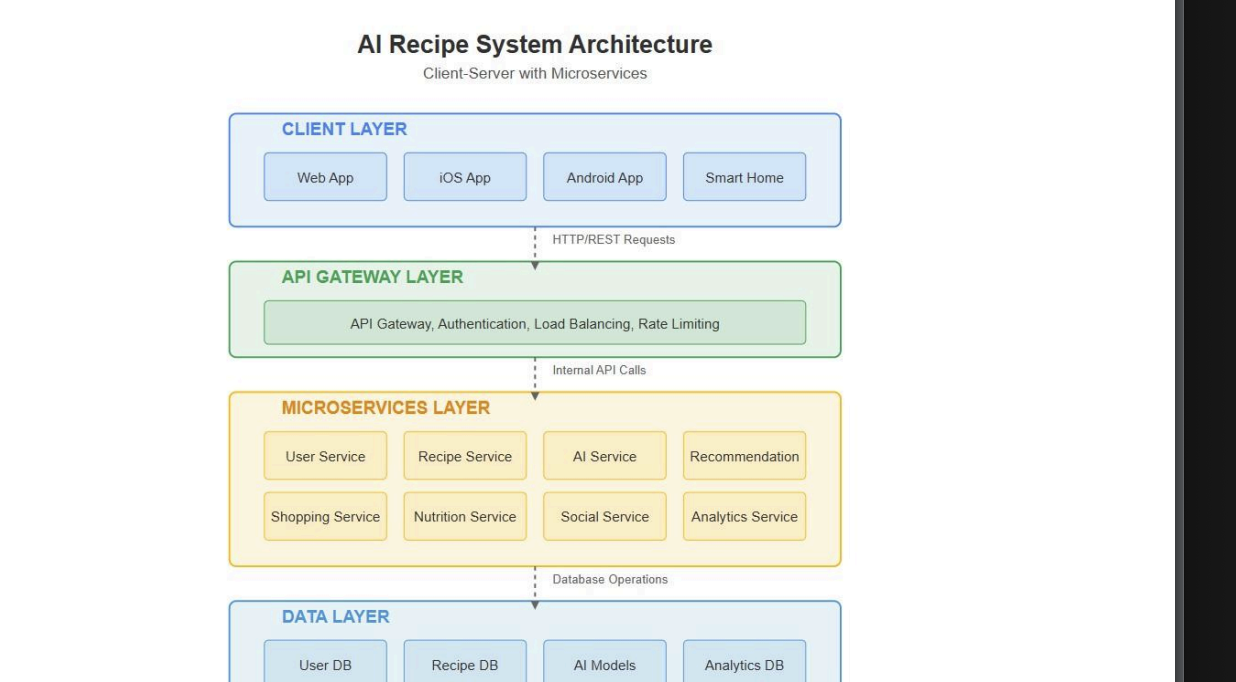 AI Recipe System Architecture
Client-Server with Microservices
CLIENT LAYER
Web App
iOS App
Android App
Smart Home
HTTP/REST Requests
API GATEWAY LAYER
API Gateway, Authentication, Load Balancing, Rate Limiting
Internal API Calls
MICROSERVICES LAYER
User Service
Recipe Service
AI Service
Recommendation
Shopping Service
Nutrition Service
Social Service
Analytics Service
Database Operations
DATA LAYER
User DB
Recipe DB
AI Models
Analytics DB